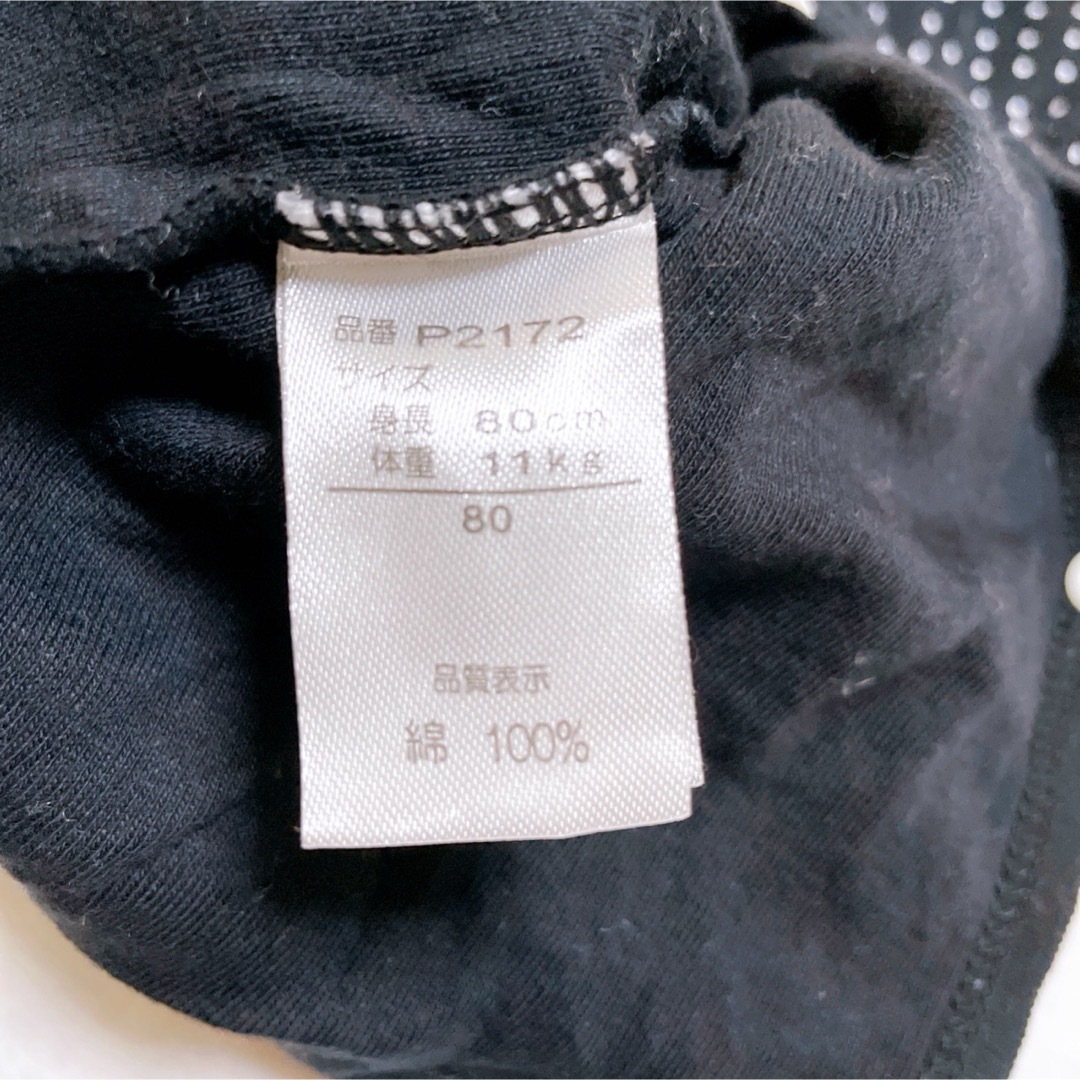 品番 P2172
サイズ
身長 80cm
体重 11kg
80
品質表示
綿 100%